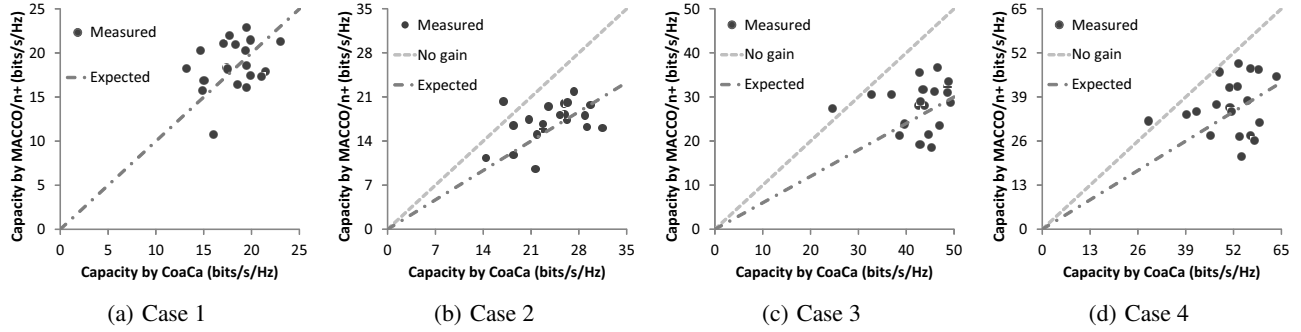 Capacity by MACCO/n+ (bits/s/Hz)
25
20
15
10
5
0
Measured
Expected
0 5 10 15 20 25
Capacity by CoaCa (bits/s/Hz)
(a) Case 1
Capacity by MACCO/n+ (bits/s/Hz)
35
28
21
14
7
0
Measured
No gain
Expected
0 7 14 21 28 35
Capacity by CoaCa (bits/s/Hz)
(b) Case 2
Capacity by MACCO/n+ (bits/s/Hz)
50
40
30
20
10
0
Measured
No gain
Expected
0 10 20 30 40 50
Capacity by CoaCa (bits/s/Hz)
(c) Case 3
Capacity by MACCO/n+ (bits/s/Hz)
65
52
39
26
13
0
Measured
No gain
Expected
0 13 26 39 52 65
Capacity by CoaCa (bits/s/Hz)
(d) Case 4